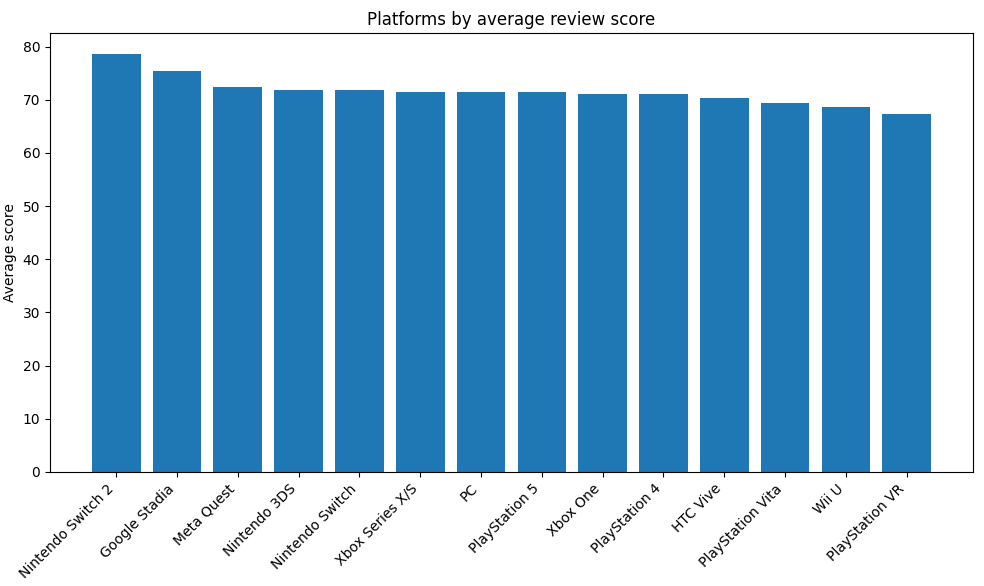 Platforms by average review score
Average score
80
70
60
50
40
30
20
10
0
Nintendo Switch 2
Google Stadia
Meta Quest
Nintendo 3DS
Nintendo Switch
Xbox Series X/S
PC
PlayStation 5
Xbox One
PlayStation 4
HTC Vive
PlayStation Vita
Wii U
PlayStation VR